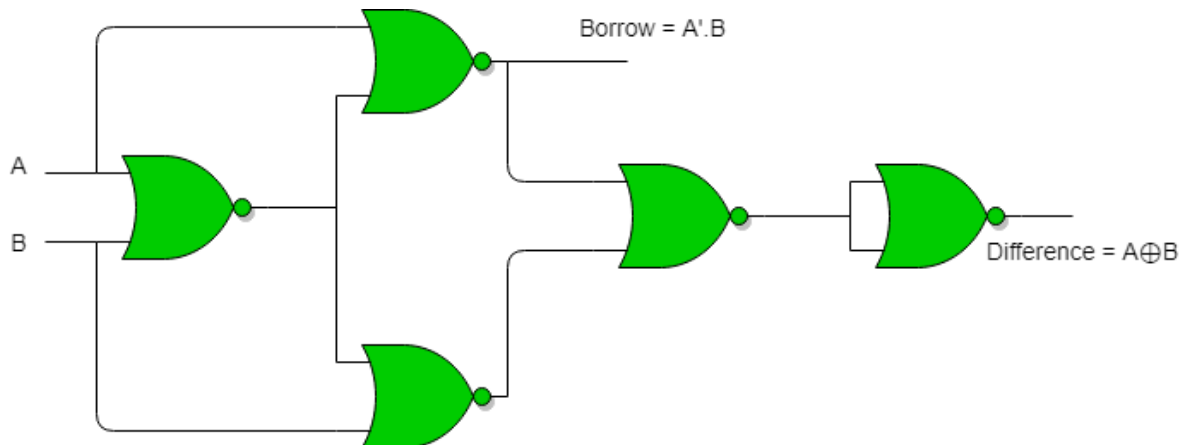 Borrow = A'.B
A
B
Difference = A⊕B